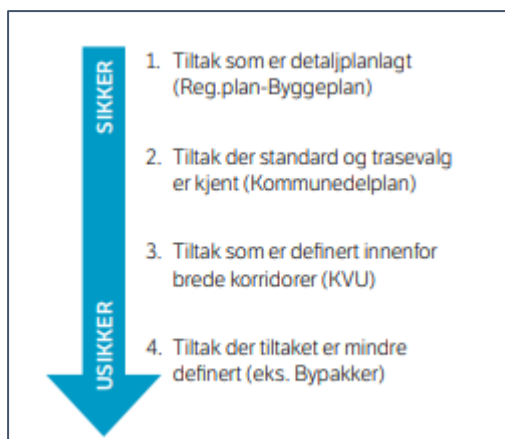 SIKKER
1. Tiltak som er detaljplanlagt
(Reg.plan-Byggeplan)
2. Tiltak der standard og trasevalg
er kjent (Kommunedelplan)
3. Tiltak som er definert innenfor
brede korridorer (KVU)
USIKKER
4. Tiltak der tiltaket er mindre
definert (eks. Bypakker)